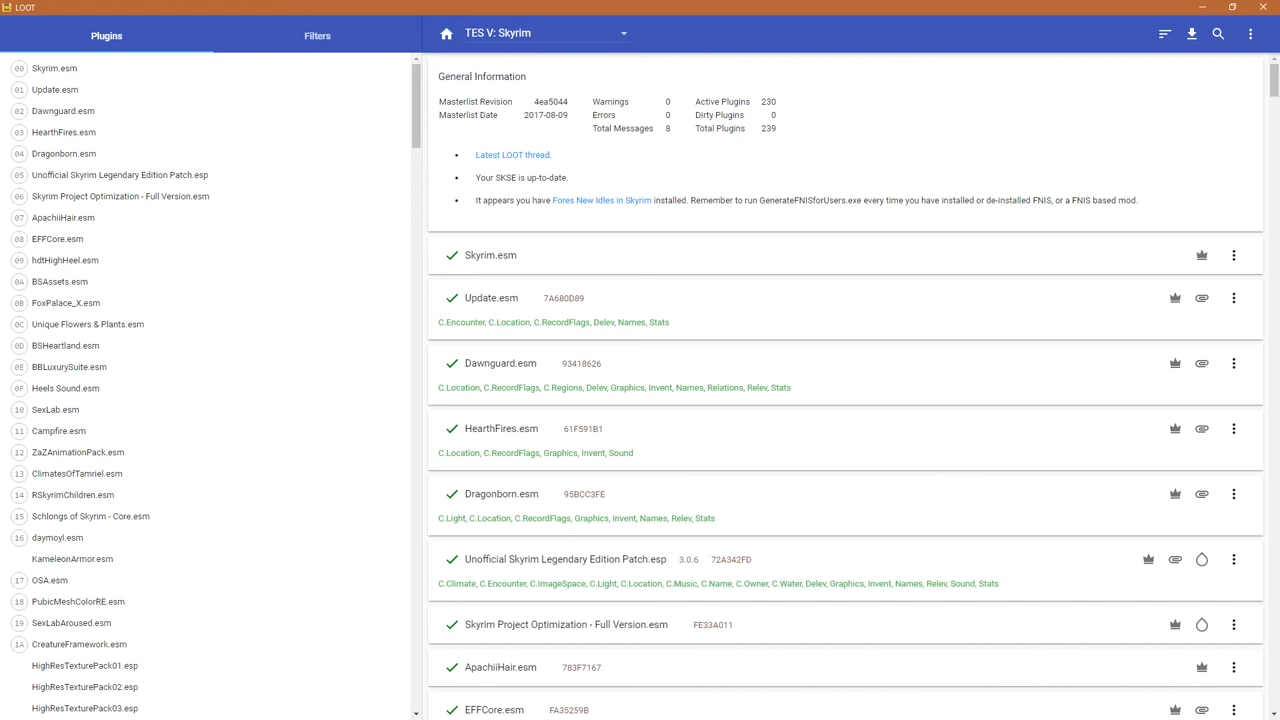 LOOT
Plugins
Filters
TES V: Skyrim
00 Skyrim.esm
01 Update.esm
02 Dawnguard.esm
03 HearthFires.esm
04 Dragonborn.esm
05 Unofficial Skyrim Legendary Edition Patch.esp
06 Skyrim Project Optimization - Full Version.esm
07 ApachiiHair.esm
08 EFFCore.esm
09 hdtHighHeel.esm
0A BSAssets.esm
0B FoxPalace_X.esm
0C Unique Flowers & Plants.esm
0D BSHeartland.esm
0E BBLuxurySuite.esm
0F Heels Sound.esm
10 SexLab.esm
11 Campfire.esm
12 ZaZAnimationPack.esm
13 ClimatesOfTamriel.esm
14 RSkyrimChildren.esm
15 Schlongs of Skyrim - Core.esm
16 daymoyl.esm
KameleonArmor.esm
17 OSA.esm
18 PubicMeshColorRE.esm
19 SexLabAroused.esm
1A CreatureFramework.esm
HighResTexturePack01.esp
HighResTexturePack02.esp
HighResTexturePack03.esp
General Information
Masterlist Revision 4ea5044 Warnings 0 Active Plugins 230
Masterlist Date 2017-08-09 Errors 0 Dirty Plugins 0
Total Messages 8 Total Plugins 239
• Latest LOOT thread.
• Your SKSE is up-to-date.
• It appears you have Fores New Idles in Skyrim installed. Remember to run GenerateFNISforUsers.exe every time you have installed or de-installed FNIS, or a FNIS based mod.
Skyrim.esm
Update.esm 7A680D89
C.Encounter, C.Location, C.RecordFlags, Delev, Names, Stats
Dawnguard.esm 93418626
C.Location, C.RecordFlags, C.Regions, Delev, Graphics, Invent, Names, Relations, Relev, Stats
HearthFires.esm 61F591B1
C.Location, C.RecordFlags, Graphics, Invent, Sound
Dragonborn.esm 95BCC3FE
C.Light, C.Location, C.RecordFlags, Graphics, Invent, Names, Relev, Stats
Unofficial Skyrim Legendary Edition Patch.esp 3.0.6 72A342FD
C.Climate, C.Encounter, C.ImageSpace, C.Light, C.Location, C.Music, C.Name, C.Owner, C.Water, Delev, Graphics, Invent, Names, Relev, Sound, Stats
Skyrim Project Optimization - Full Version.esm FE33A011
ApachiiHair.esm 783F7167
EFFCore.esm FA35259B